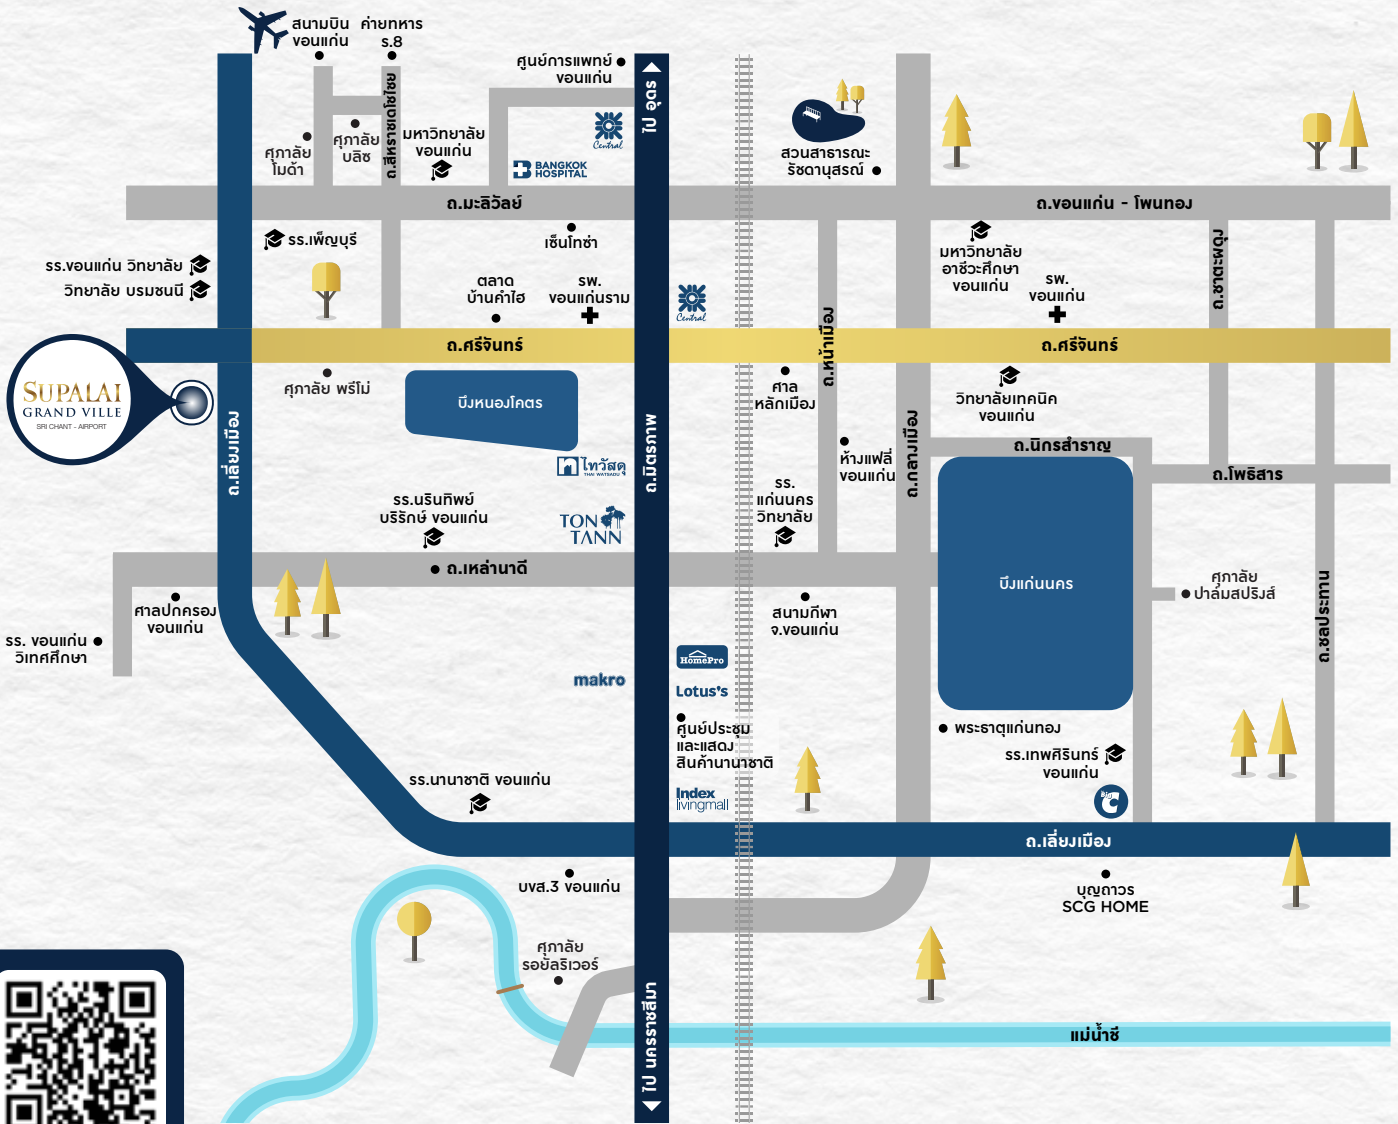 สนามบิน
ขอนแก่น
ค่ายทหาร
ร.8
ศูนย์การแพทย์
ขอนแก่น
ไป อุดร
ถ.สีหราชเดโชไชย
ศุภาลัย
โมด้า
ศุภาลัย
บลิซ
มหาวิทยาลัย
ขอนแก่น
Central
BANGKOK
HOSPITAL
สวนสาธารณะ
รัชดานุสรณ์
ถ.มะลิวัลย์
ถ.ขอนแก่น - โพนทอง
รร.เพ็ญบุรี
เซ็นโทซ่า
รร.ขอนแก่น วิทยาลัย
วิทยาลัย บรมชนนี
ตลาด
บ้านคำไฮ
รพ.
ขอนแก่นราม
Central
มหาวิทยาลัย
อาชีวะศึกษา
ขอนแก่น
รพ.
ขอนแก่น
ถ.ชาตะผดุง
ถ.หน้าเมือง
ถ.ศรีจันทร์
ถ.ศรีจันทร์
SUPALAI
GRAND VILLE
SRI CHANT - AIRPORT
ศุภาลัย พรีโม่
บึงหนองโคตร
ศาล
หลักเมือง
วิทยาลัยเทคนิค
ขอนแก่น
ถ.เลี่ยงเมือง
ถ.มิตรภาพ
ถ.กลางเมือง
ห้างแฟลี่
ขอนแก่น
ถ.นิกรสำราญ
ถ.โพธิสาร
ไทวัสดุ
THAI WATSADU
รร.นรินทิพย์
บริรักษ์ ขอนแก่น
TON
TANN
รร.
แก่นนคร
วิทยาลัย
ถ.เหล่านาดี
บึงแก่นนคร
ศุภาลัย
ปาล์มสปริงส์
ถ.ชลประทาน
ศาลปกครอง
ขอนแก่น
รร. ขอนแก่น
วิเทศศึกษา
สนามกีฬา
จ.ขอนแก่น
HomePro
makro
Lotus's
ศูนย์ประชุม
และแสดง
สินค้านานาชาติ
พระธาตุแก่นทอง
รร.เทพศิรินทร์
ขอนแก่น
Big
C
รร.นานาชาติ ขอนแก่น
Index
livingmall
ถ.เลี่ยงเมือง
บขส.3 ขอนแก่น
บุญถาวร
SCG HOME
ศุภาลัย
รอยัลริเวอร์
ไป นครราชสีมา
แม่น้ำชี